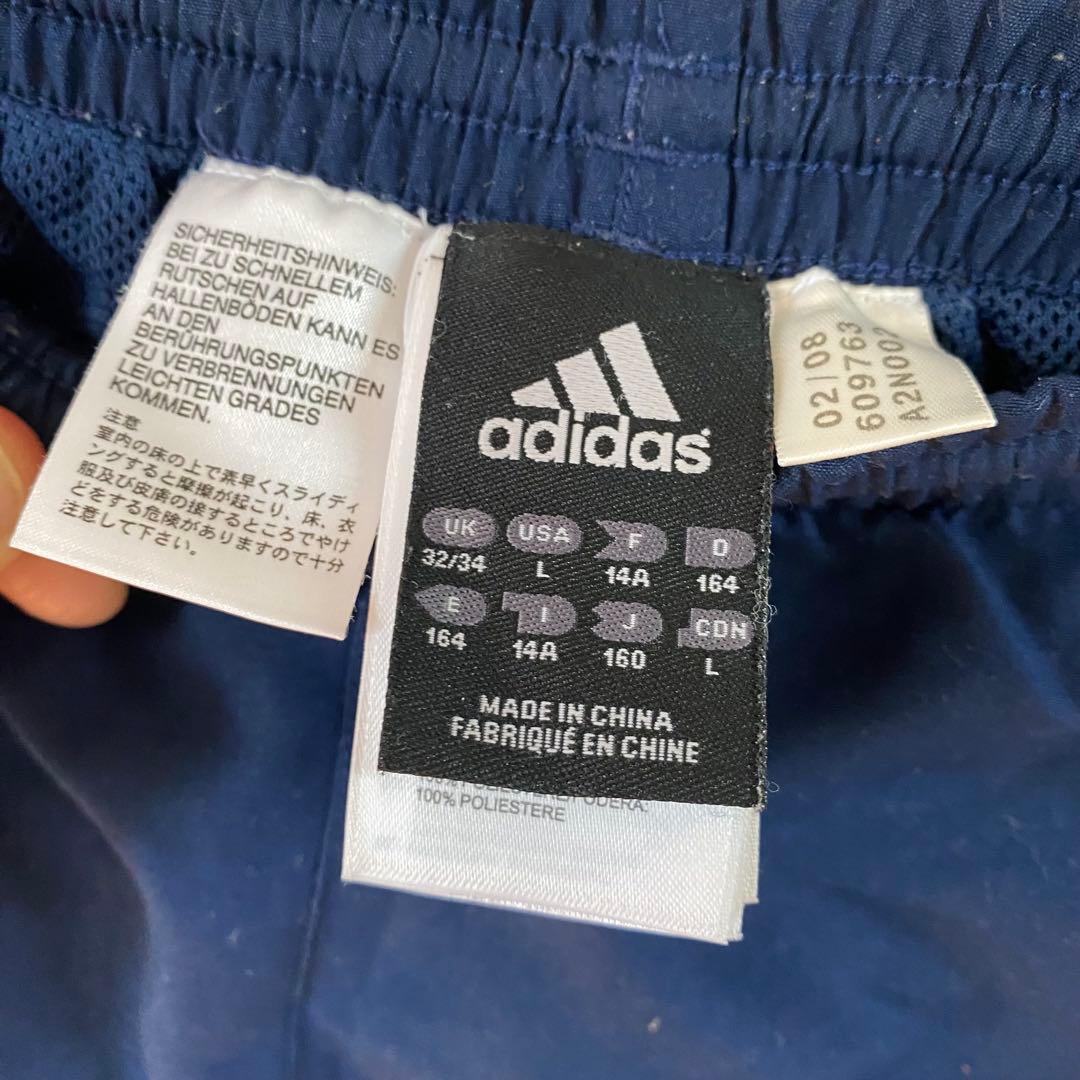 SICHERHEITSHINWEIS:
BEI ZU SCHNELLEM
RUTSCHEN AUF
HALLENBÖDEN KANN ES
AN DEN
BERÜHRUNGSPUNKTEN
ZU VERBRENNUNGEN
LEICHTEN GRADES
KOMMEN.
注意
室内の床の上で素早くスライディ
ングすると摩擦が起こり、床、衣
服及び皮膚の接するところでやけ
どをする危険がありますので十分
注意して下さい。
adidas
UK USA F D
32/34 L 14A 164
E I J CDN
164 14A 160 L
MADE IN CHINA
FABRIQUÉ EN CHINE
100% POLIESTERE
02/08
609763
A2N002